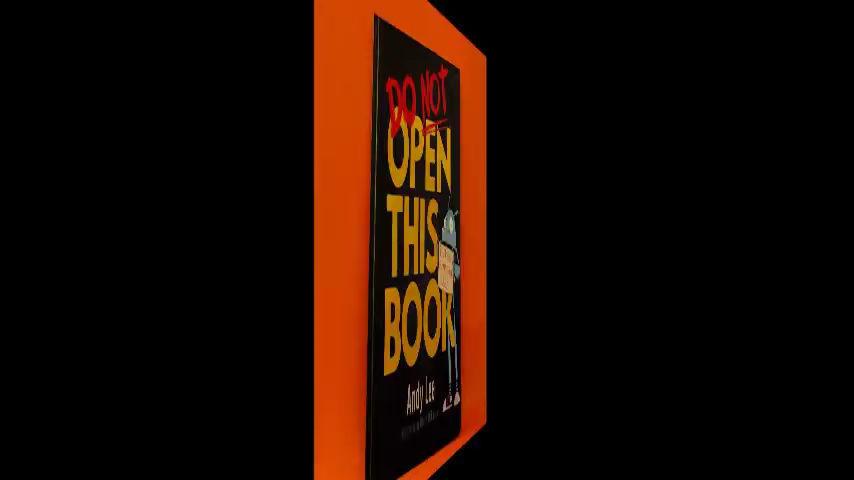 DO NOT
OPEN
THIS
BOOK
Andy Lee